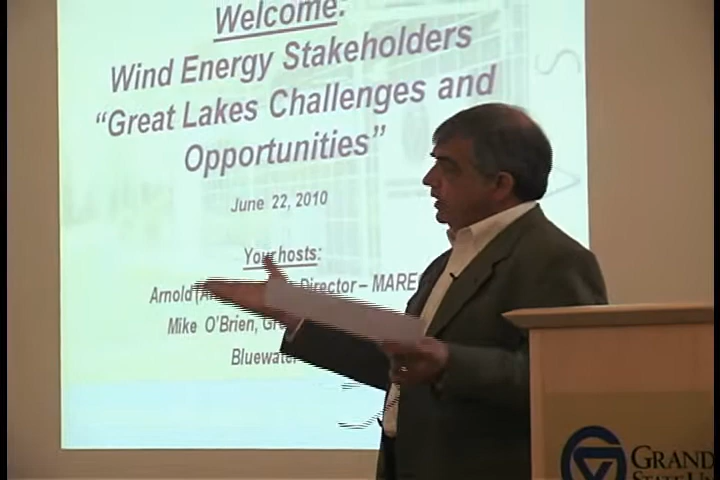 Welcome:
Wind Energy Stakeholders
“Great Lakes Challenges and
Opportunities”
June 22, 2010
Your hosts:
Arnold Director – MARE
Mike O'Brien,
Bluewater
GRAND